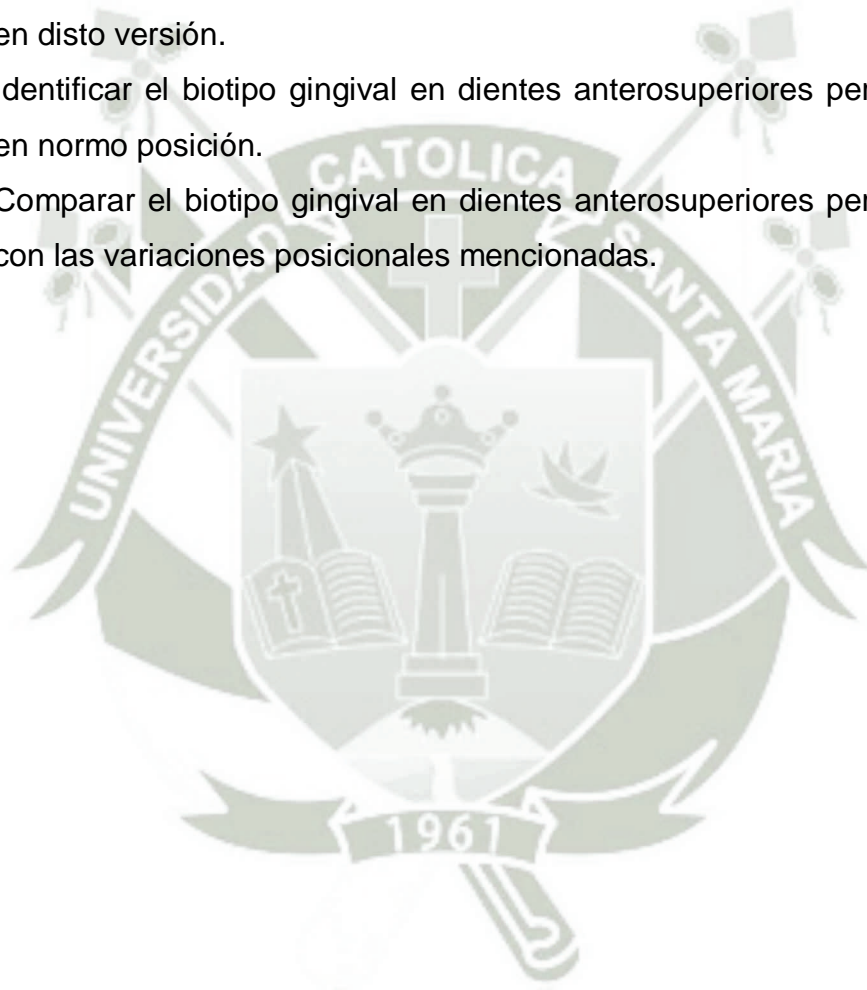 en disto versión.
dentificar el biotipo gingival en dientes anterosuperiores per
en normo posición.
Comparar el biotipo gingival en dientes anterosuperiores per
con las variaciones posicionales mencionadas.
UNIVERSIDAD CATOLICA SANTA MARIA
1961